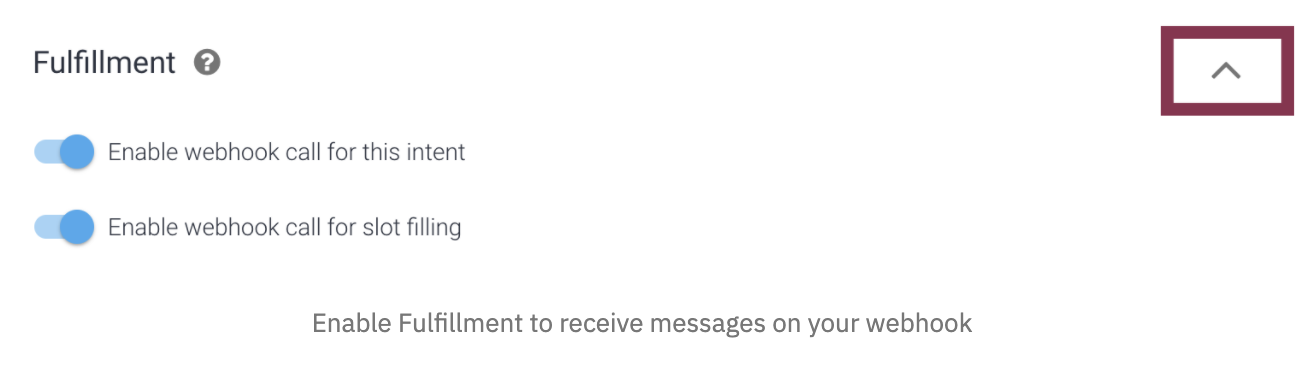 Fulfillment ?
Enable webhook call for this intent
Enable webhook call for slot filling
Enable Fulfillment to receive messages on your webhook